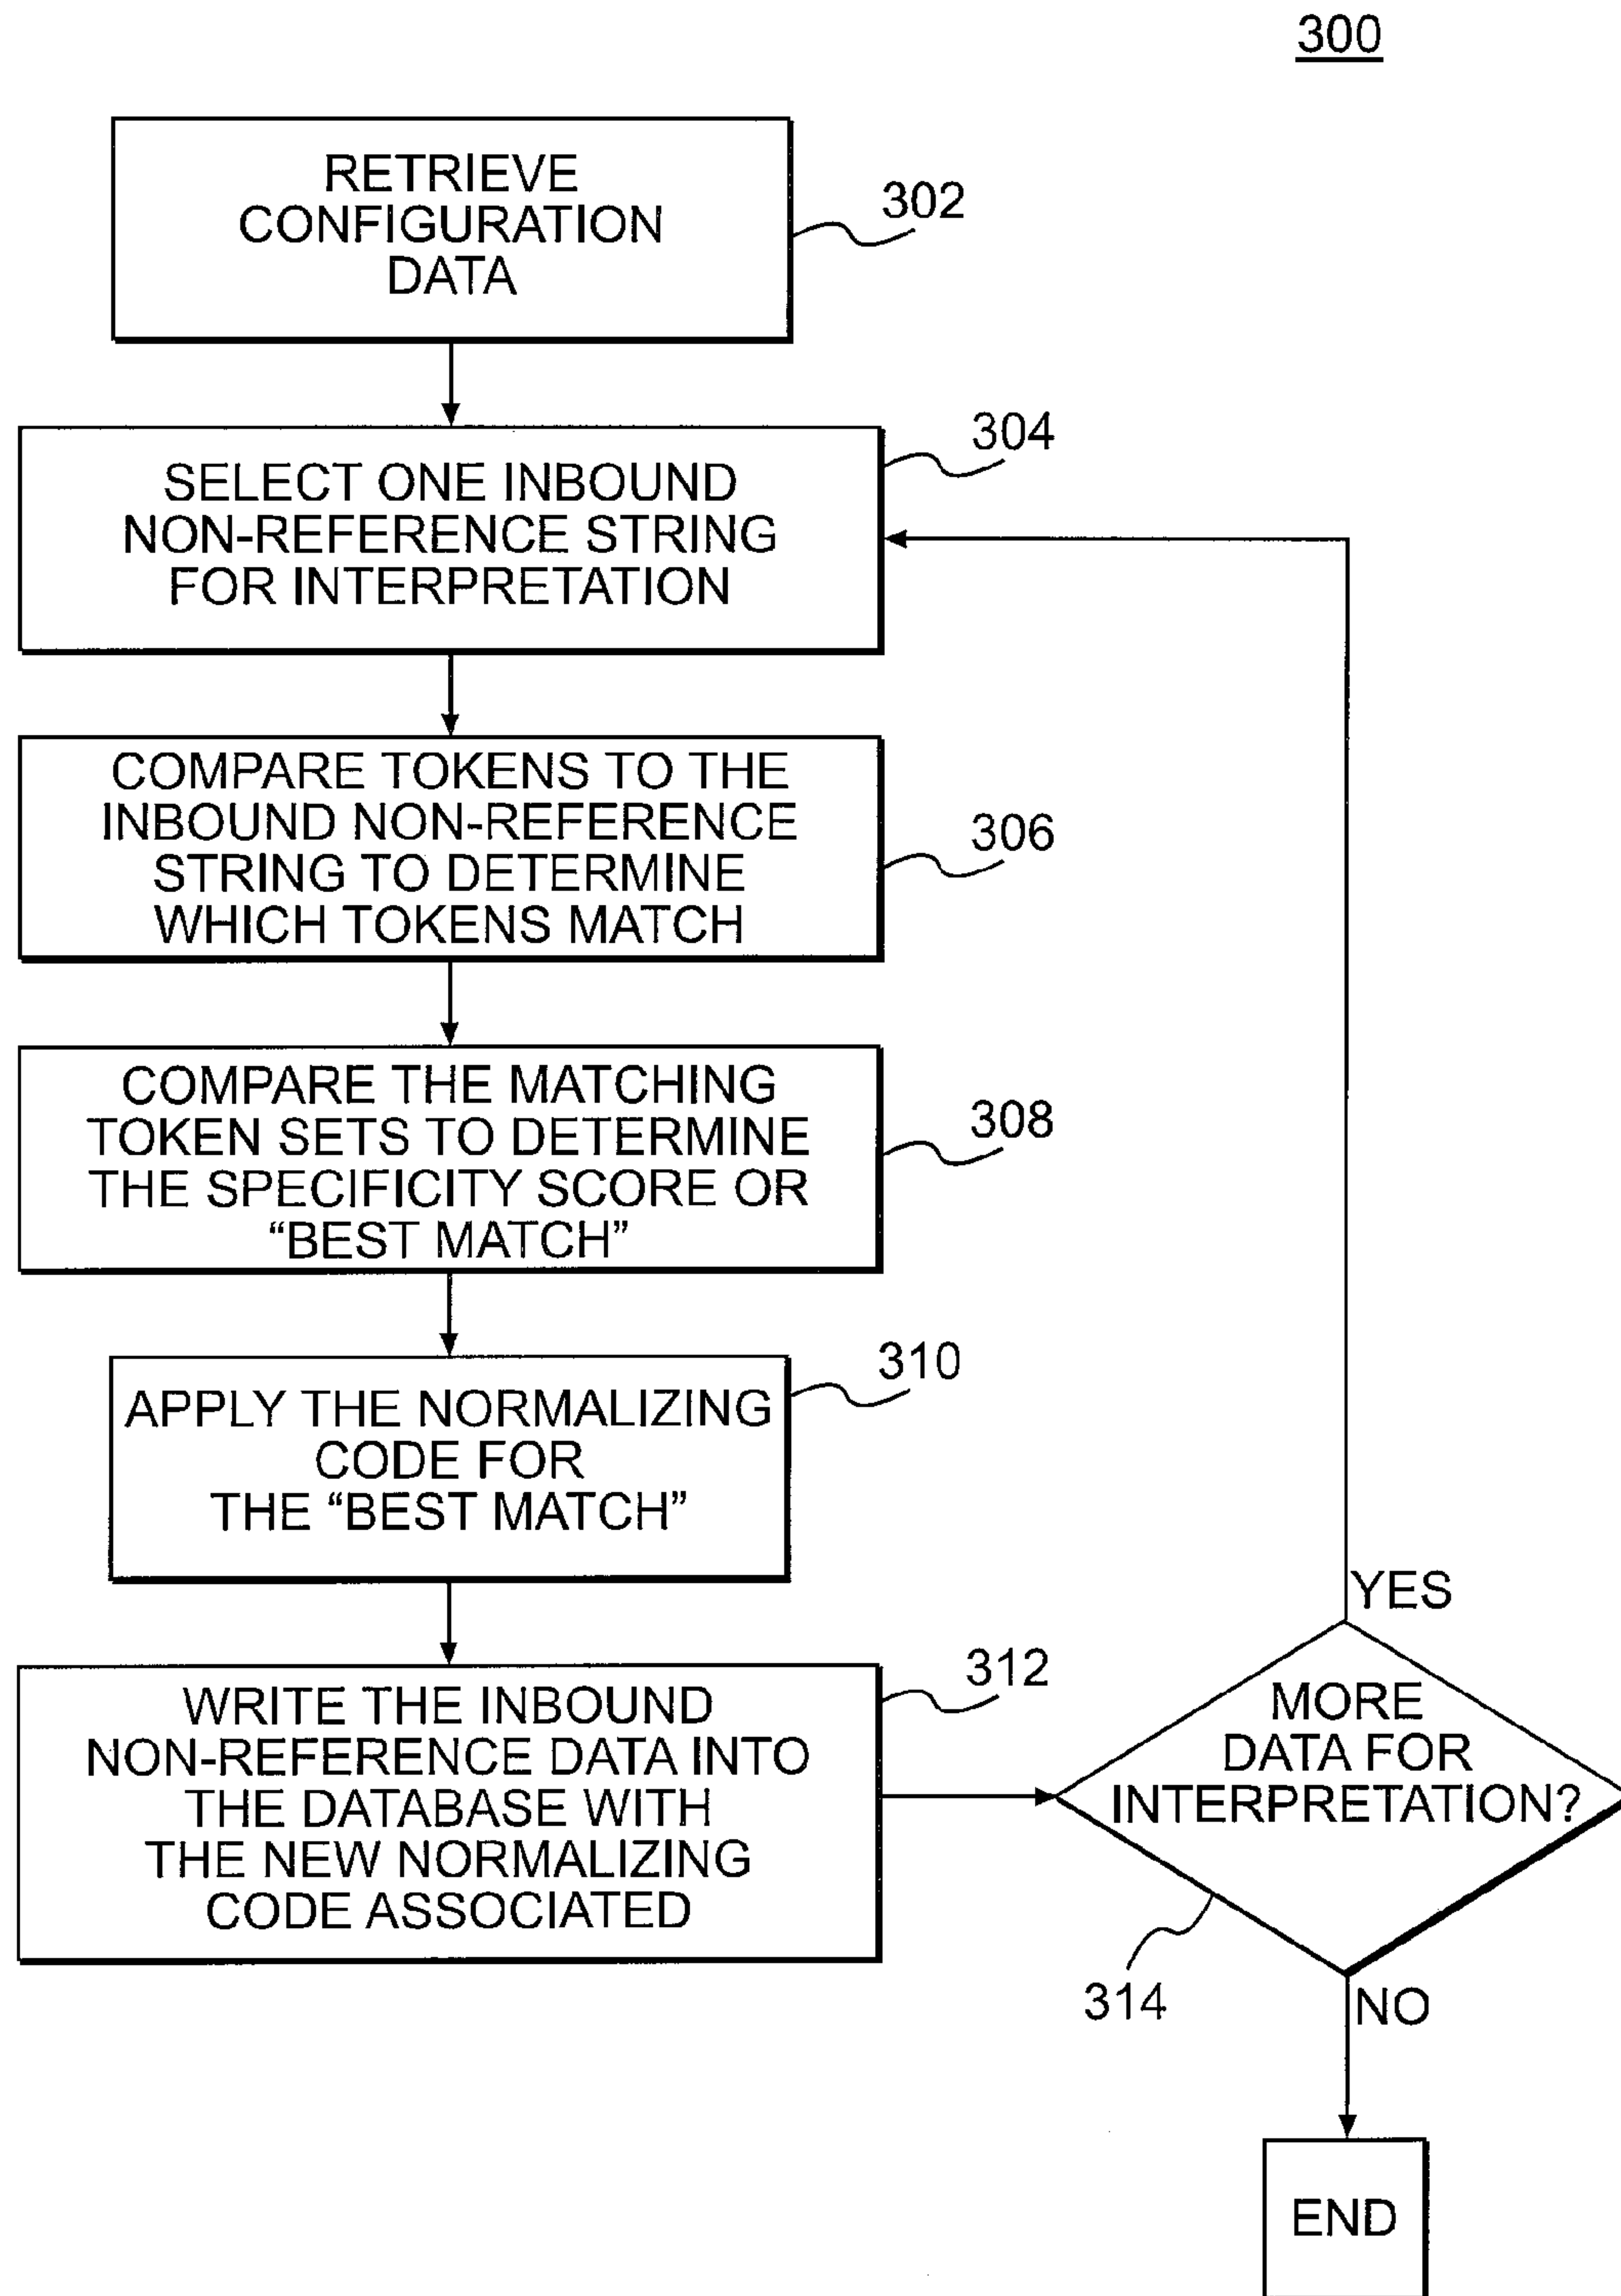 300
RETRIEVE
CONFIGURATION
DATA
302
SELECT ONE INBOUND
NON-REFERENCE STRING
FOR INTERPRETATION
304
COMPARE TOKENS TO THE
INBOUND NON-REFERENCE
STRING TO DETERMINE
WHICH TOKENS MATCH
306
COMPARE THE MATCHING
TOKEN SETS TO DETERMINE
THE SPECIFICITY SCORE OR
“BEST MATCH”
308
APPLY THE NORMALIZING
CODE FOR
THE “BEST MATCH”
310
WRITE THE INBOUND
NON-REFERENCE DATA INTO
THE DATABASE WITH
THE NEW NORMALIZING
CODE ASSOCIATED
312
YES
MORE
DATA FOR
INTERPRETATION?
314
NO
END